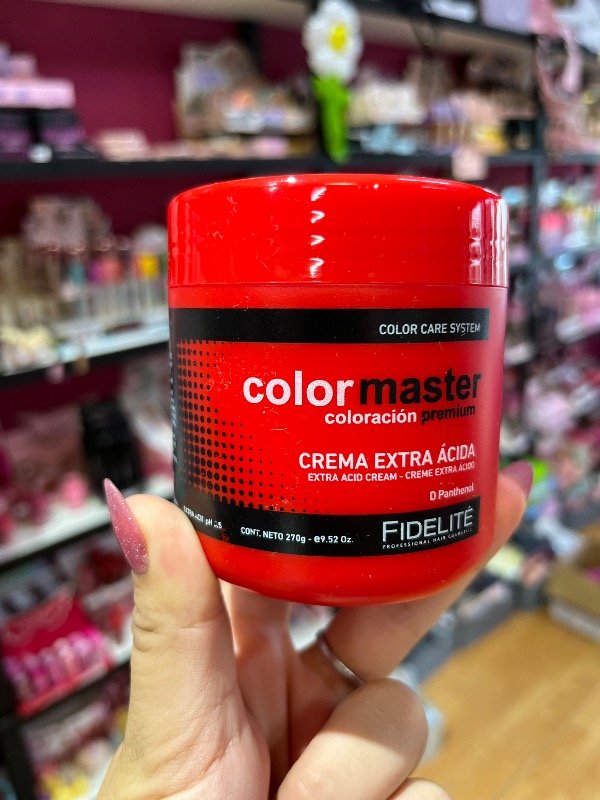 COLOR CARE SYSTEM
color master
coloración premium
CREMA EXTRA ÁCIDA
EXTRA ACID CREAM - CREME EXTRA ÁCIDO
D Panthenol
CONT. NETO 270g - e9.52 Oz.
FIDELITÉ
PROFESSIONAL HAIR COSMETIC